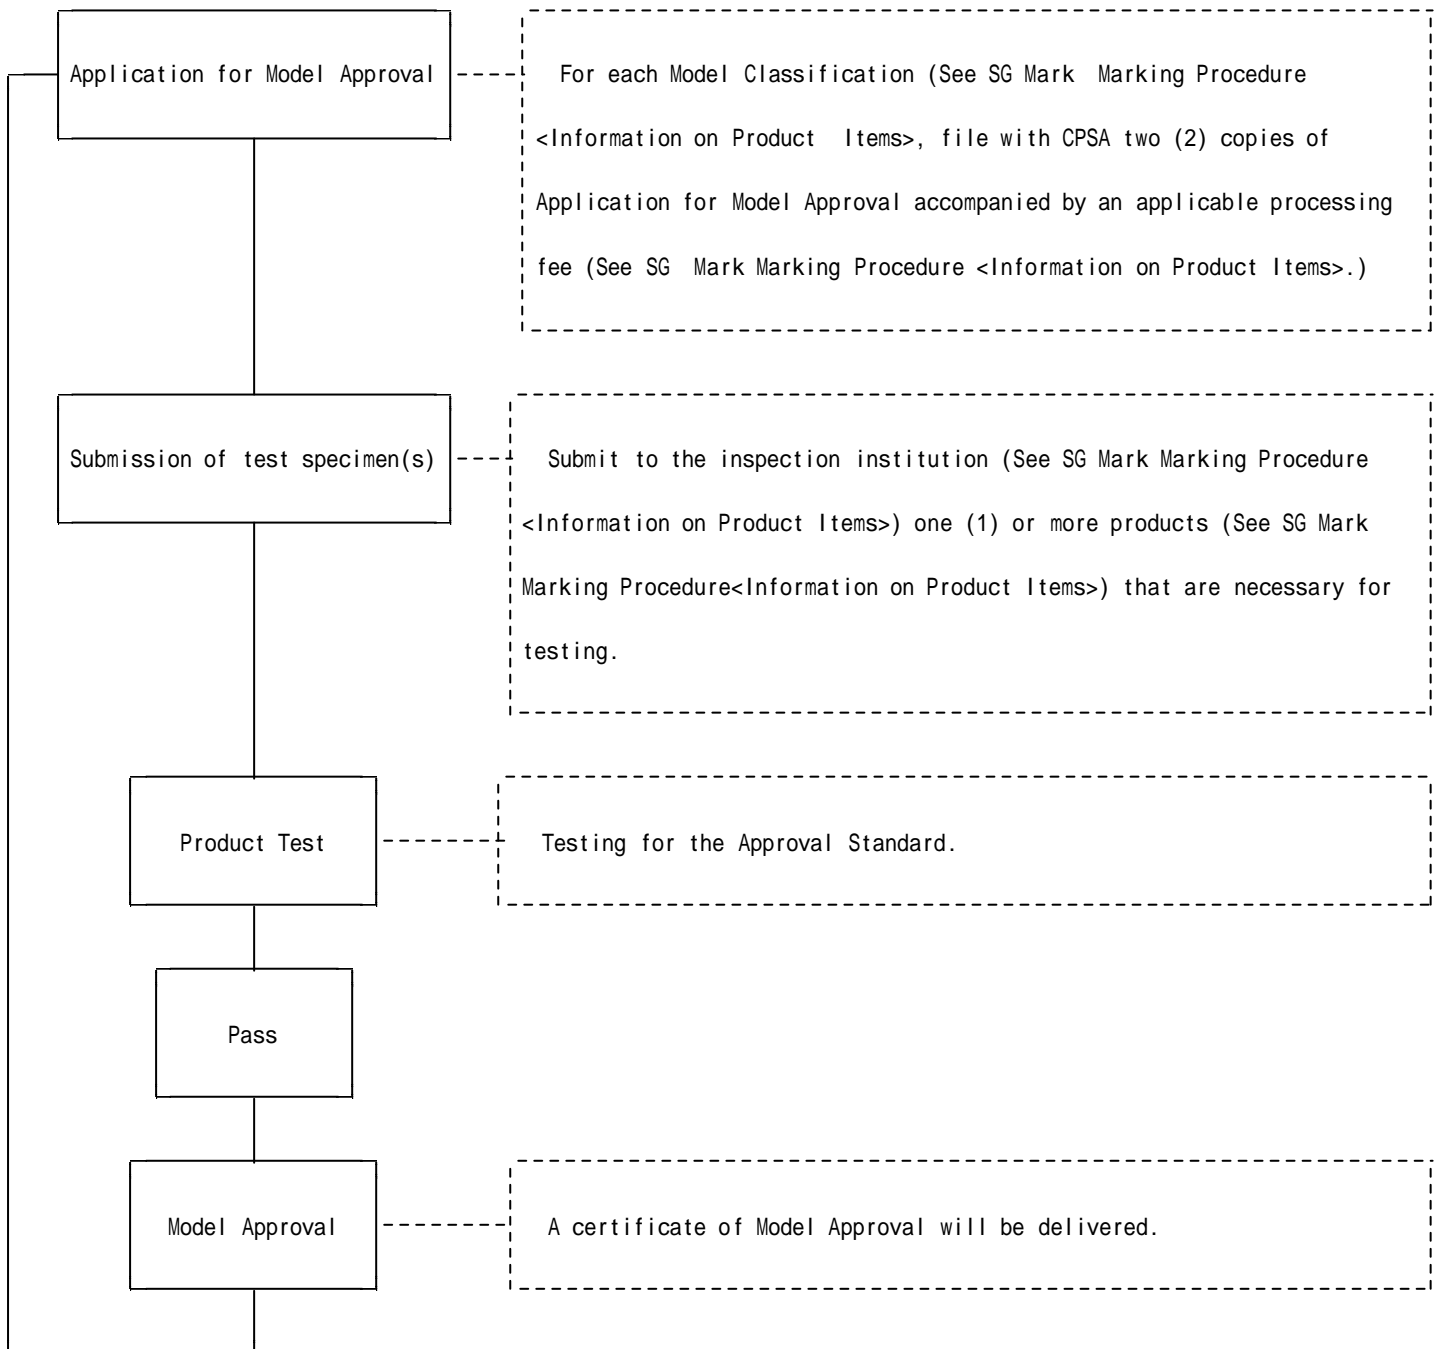 Application for Model Approval
For each Model Classification (See SG Mark Marking Procedure
<Information on Product Items>, file with CPSA two (2) copies of
Application for Model Approval accompanied by an applicable processing
fee (See SG Mark Marking Procedure <Information on Product Items>.)
Submission of test specimen(s)
Submit to the inspection institution (See SG Mark Marking Procedure
<Information on Product Items>) one (1) or more products (See SG Mark
Marking Procedure<Information on Product Items>) that are necessary for
testing.
Product Test
Testing for the Approval Standard.
Pass
Model Approval
A certificate of Model Approval will be delivered.